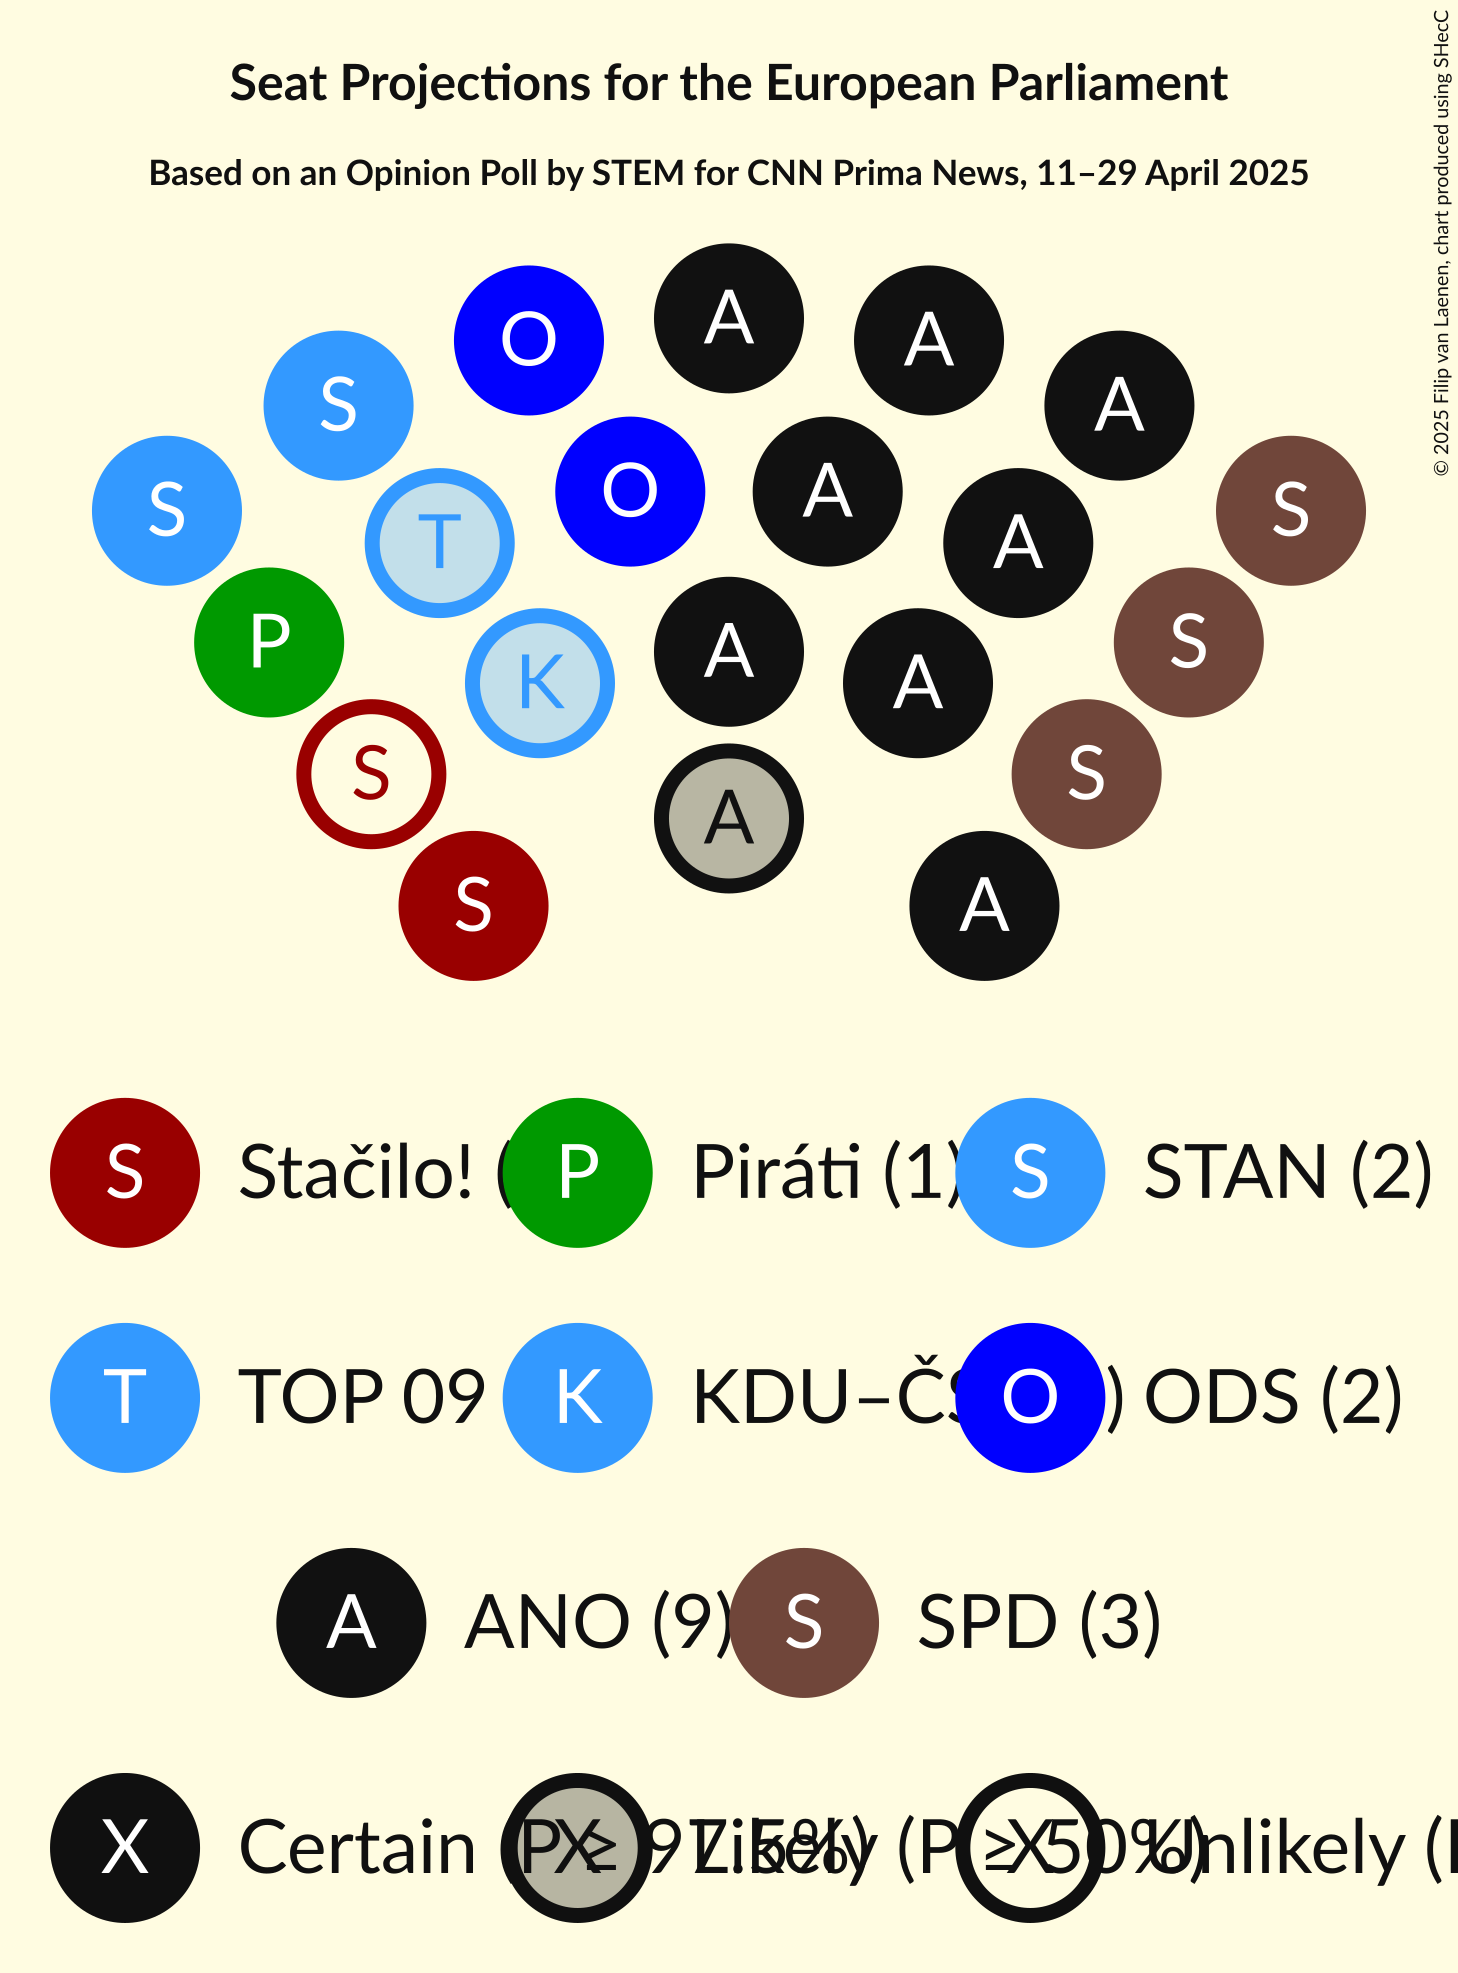 Seat Projections for the European Parliament
Based on an Opinion Poll by STEM for CNN Prima News, 11–29 April 2025
© 2025 Filip van Laenen, chart produced using SHecC
A
O A
S A
S O A S
T A
P A S
K A
S A S
S A
S Stačilo! ( P Piráti (1) S STAN (2)
T TOP 09 K KDU–Č O ) ODS (2)
A ANO (9) S SPD (3)
X Certain (P ≥ 97.5%) X Likely (P ≥ 50%) X Unlikely (